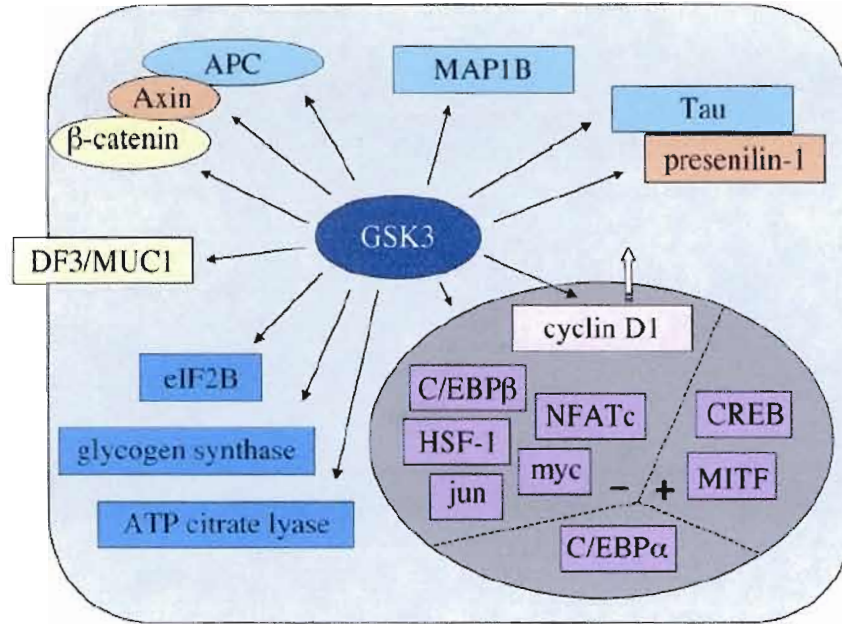 APC
MAP1B
Axin
Tau
β-catenin
presenilin-1
GSK3
DF3/MUC1
cyclin D1
eIF2B
C/EBPβ
NFATc
CREB
HSF-1
glycogen synthase
myc
MITF
jun
− +
ATP citrate lyase
C/EBPα